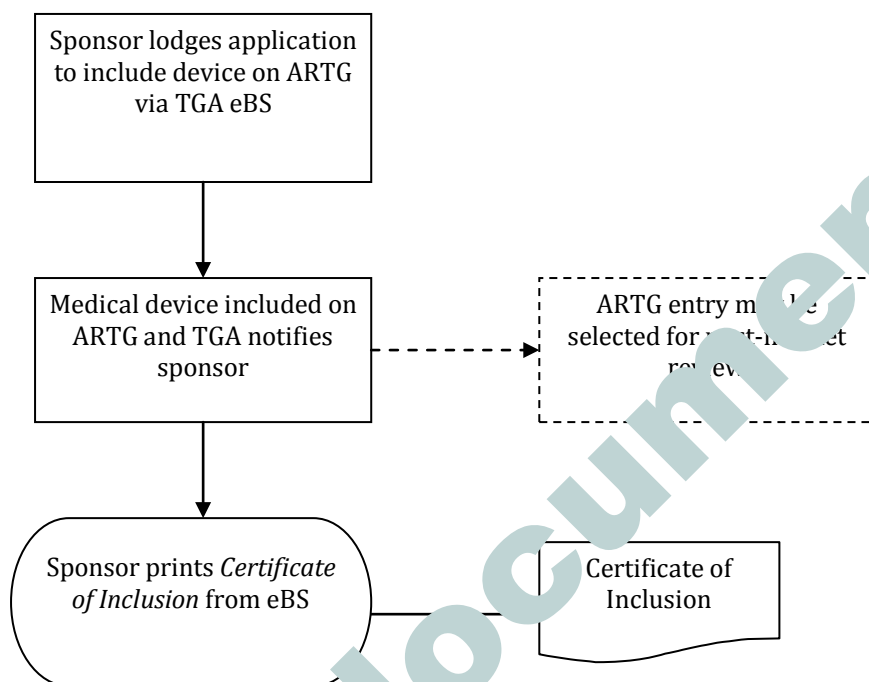 Sponsor lodges application
to include device on ARTG
via TGA eBS
Medical device included on
ARTG and TGA notifies
sponsor
ARTG entry
selected for
Sponsor prints Certificate
of Inclusion from eBS
Certificate of
Inclusion